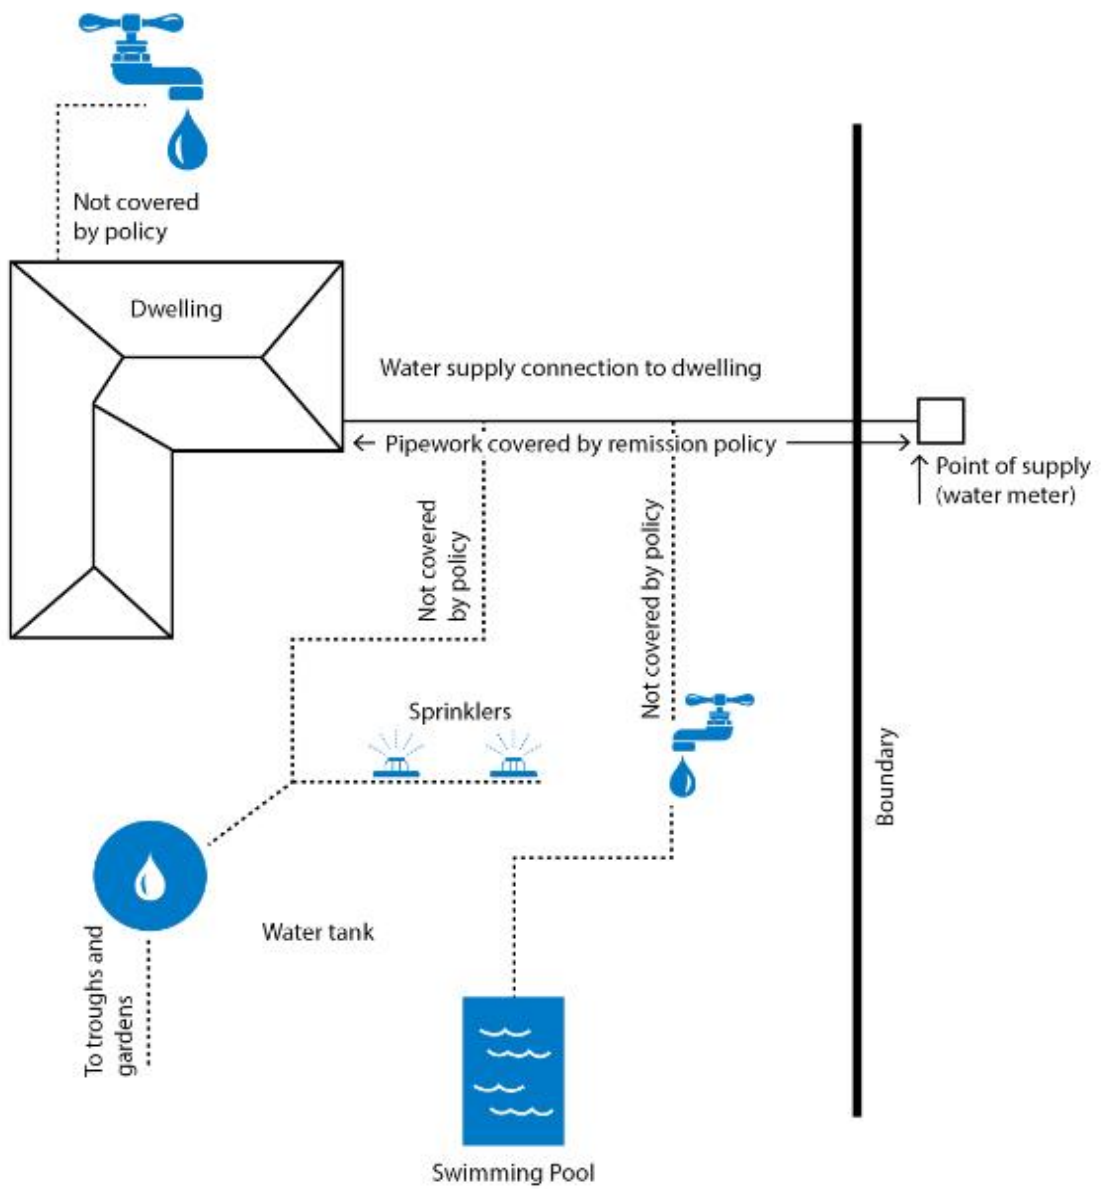 Not covered
by policy
Dwelling
Water supply connection to dwelling
Pipework covered by remission policy
Point of supply
(water meter)
Not covered
by policy
Not covered by policy
Sprinklers
Boundary
Water tank
To troughs and
gardens
Swimming Pool